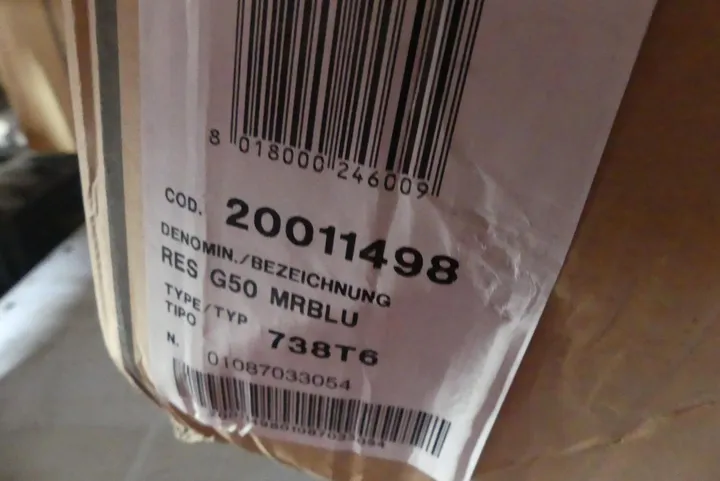 8 018000 246009
COD. 20011498
DENOMIN./BEZEICHNUNG
RES G50 MRBLU
TYPE/TYP
TIPO 738T6
N. 01087033054